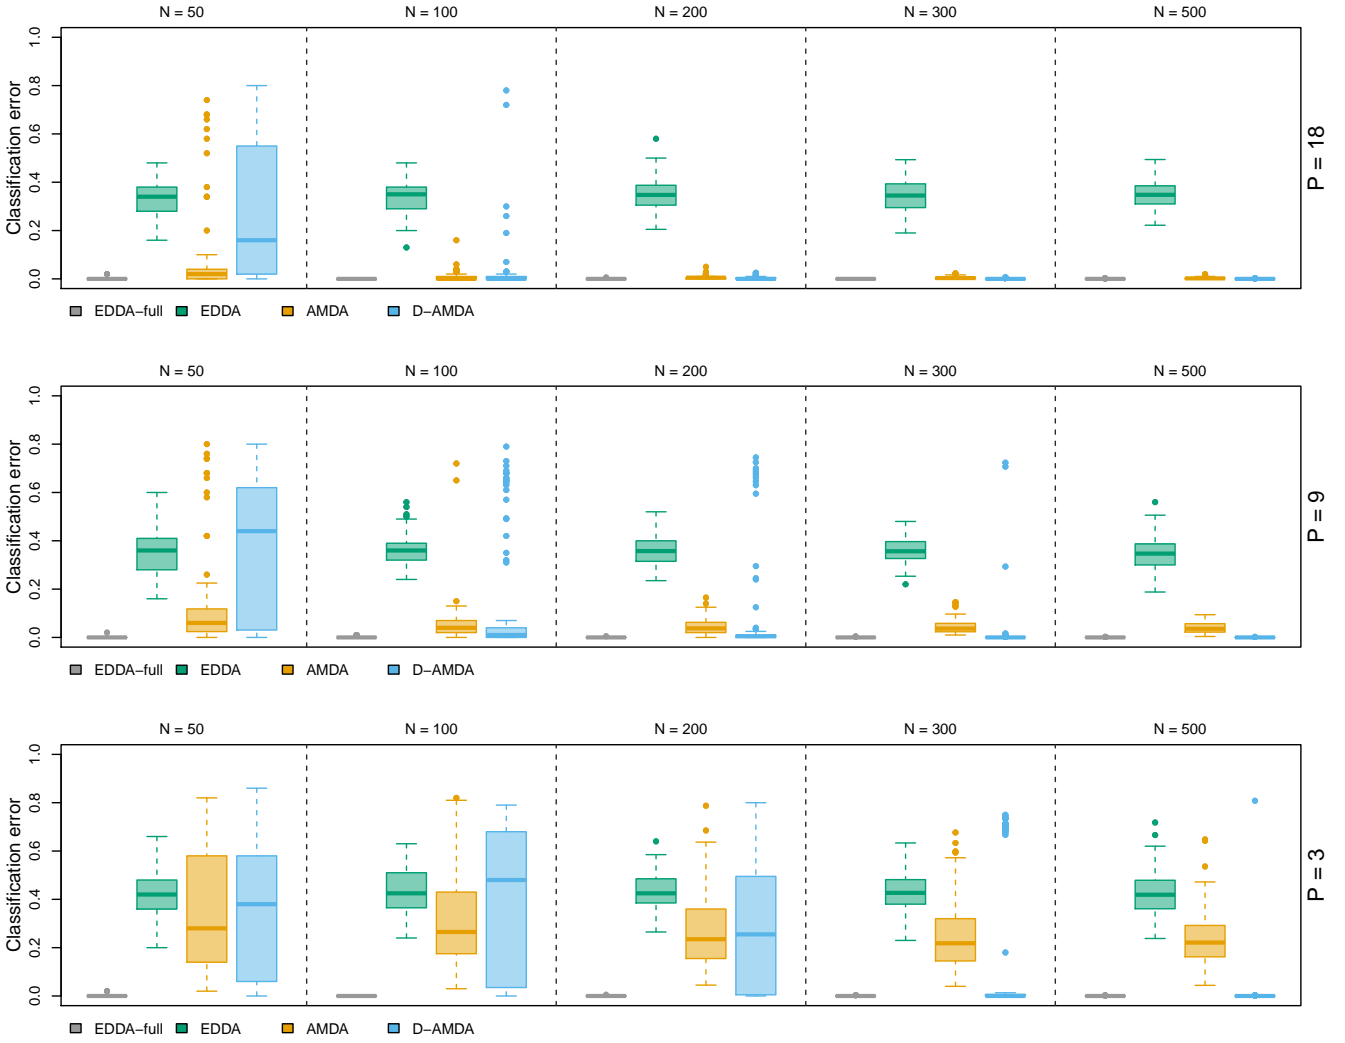 N = 50 N = 100 N = 200 N = 300 N = 500
1.0
0.8
0.6
0.4
0.2
0.0
Classification error
P = 18
EDDA−full EDDA AMDA D−AMDA
N = 50 N = 100 N = 200 N = 300 N = 500
1.0
0.8
0.6
0.4
0.2
0.0
Classification error
P = 9
EDDA−full EDDA AMDA D−AMDA
N = 50 N = 100 N = 200 N = 300 N = 500
1.0
0.8
0.6
0.4
0.2
0.0
Classification error
P = 3
EDDA−full EDDA AMDA D−AMDA